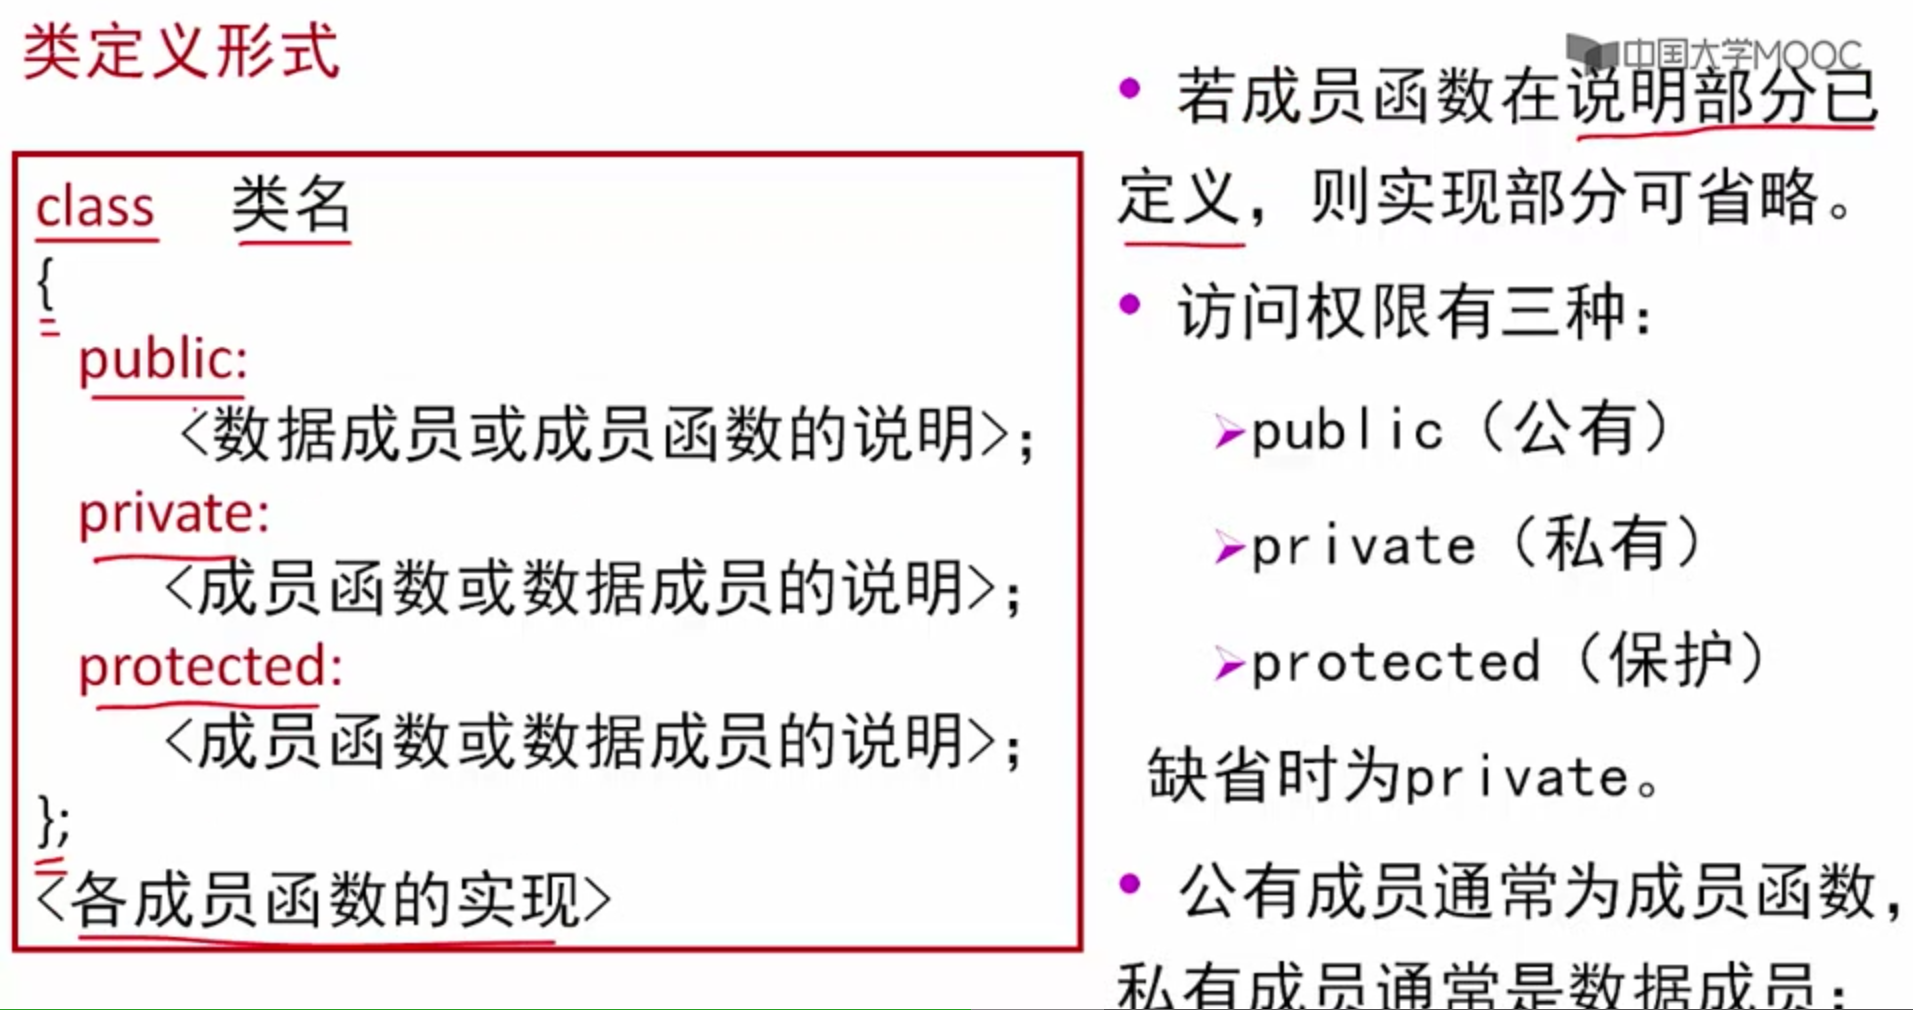 类定义形式
class 类名
{
public:
<数据成员或成员函数的说明>;
private:
<成员函数或数据成员的说明>;
protected:
<成员函数或数据成员的说明>;
};
<各成员函数的实现>
中国大学MOOC
• 若成员函数在说明部分已
定义，则实现部分可省略。
• 访问权限有三种：
➢public（公有）
➢private（私有）
➢protected（保护）
缺省时为private。
• 公有成员通常为成员函数，
私有成员通常是数据成员；